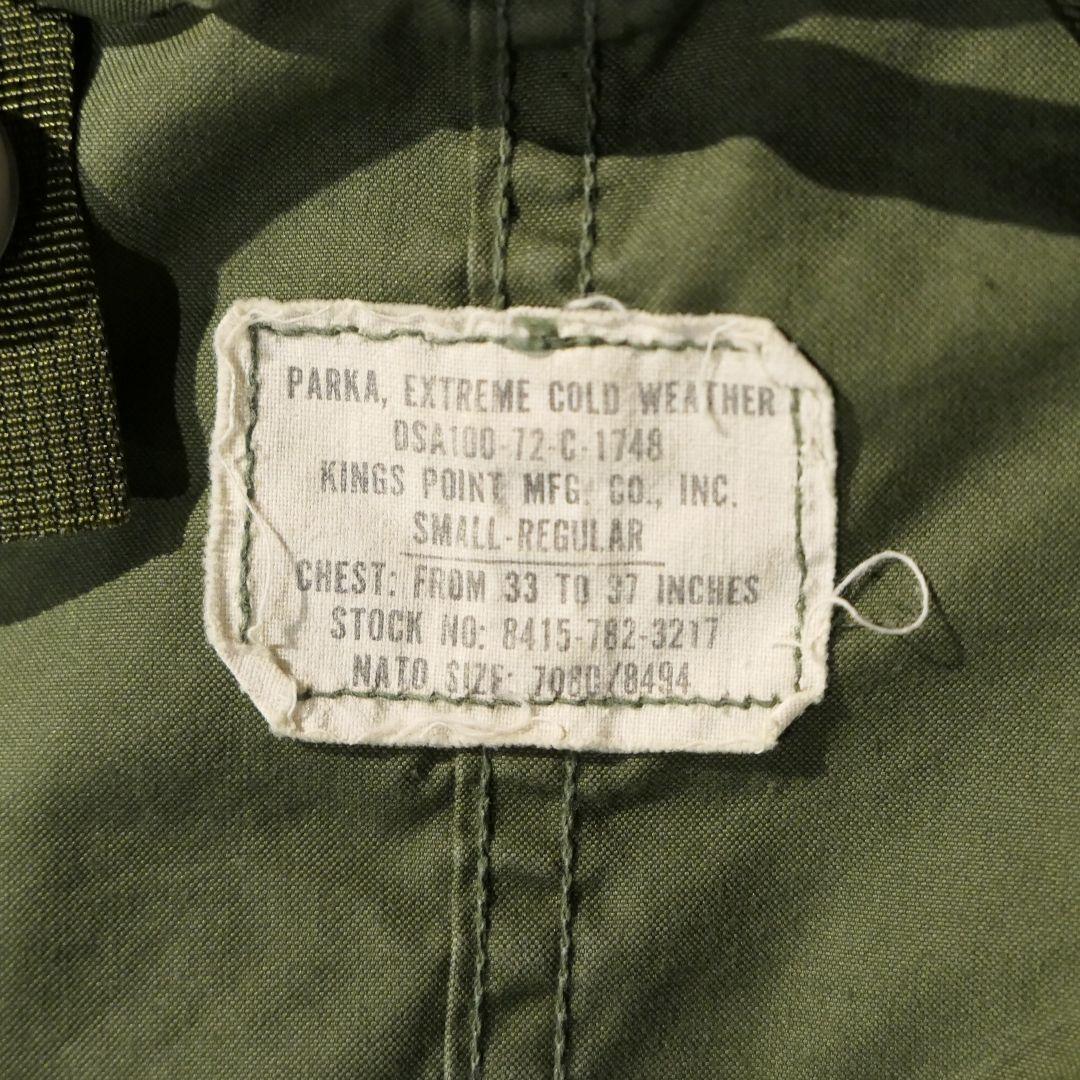 PARKA, EXTREME COLD WEATHER
DSA100-72-C-1748
KINGS POINT MFG. CO., INC.
SMALL-REGULAR
CHEST: FROM 33 TO 37 INCHES
STOCK NO: 8415-782-3217
NATO SIZE: 7080/8494